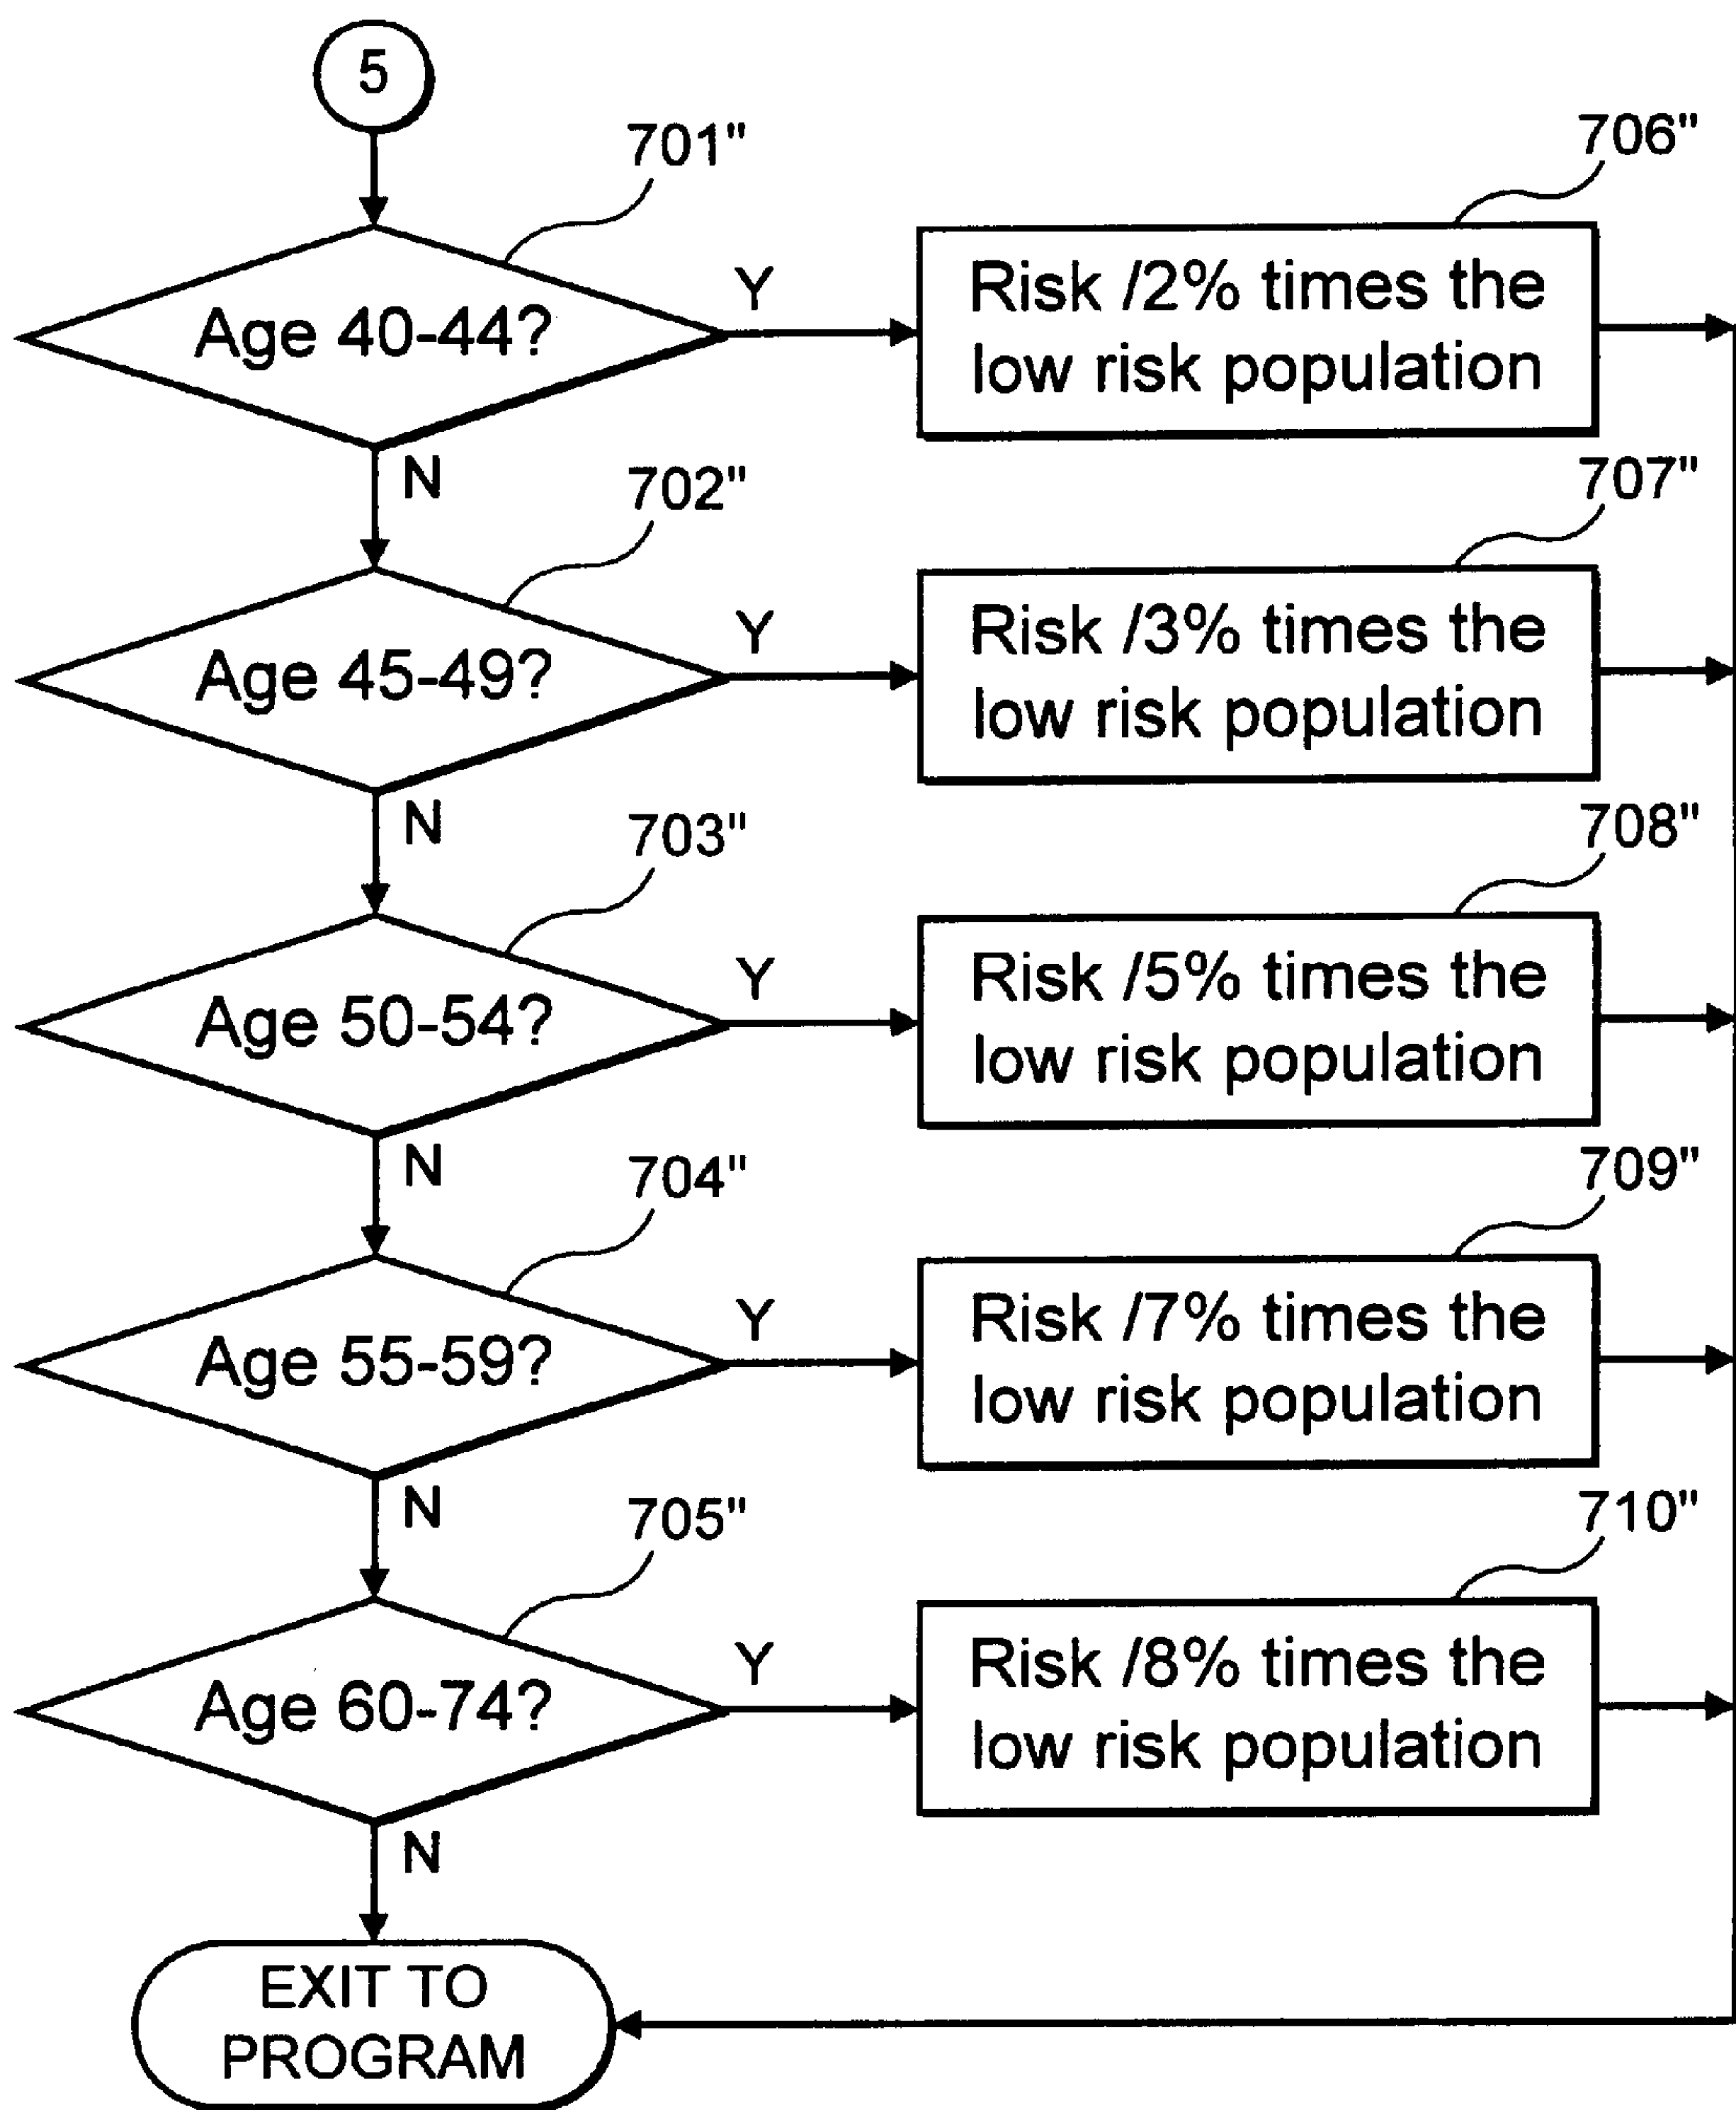 5
701"
706"
Age 40-44?
Y
Risk /2% times the
low risk population
N
702"
707"
Age 45-49?
Y
Risk /3% times the
low risk population
N
703"
708"
Age 50-54?
Y
Risk /5% times the
low risk population
N
704"
709"
Age 55-59?
Y
Risk /7% times the
low risk population
N
705"
710"
Age 60-74?
Y
Risk /8% times the
low risk population
N
EXIT TO
PROGRAM